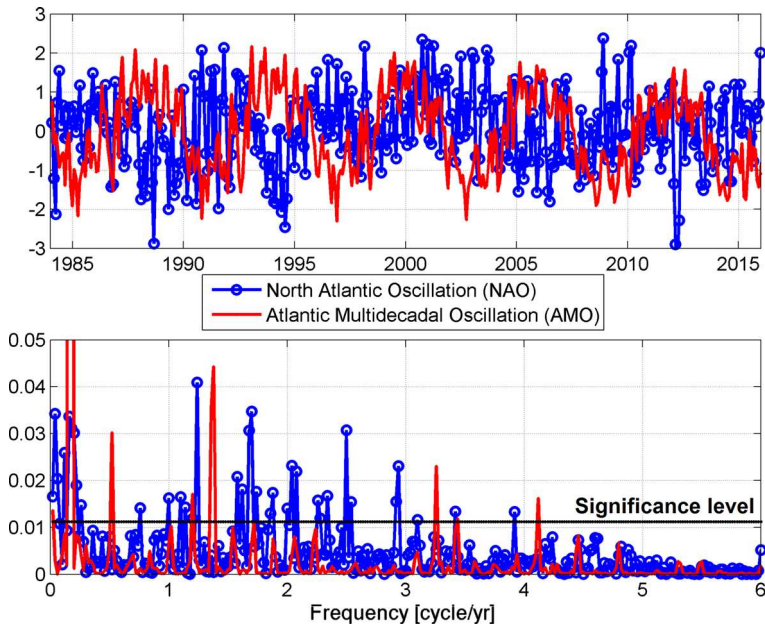 3
2
1
0
-1
-2
-3
1985 1990 1995 2000 2005 2010 2015
North Atlantic Oscillation (NAO)
Atlantic Multidecadal Oscillation (AMO)
0.05
0.04
0.03
0.02
Significance level
0.01
0
0 1 2 3 4 5 6
Frequency [cycle/yr]